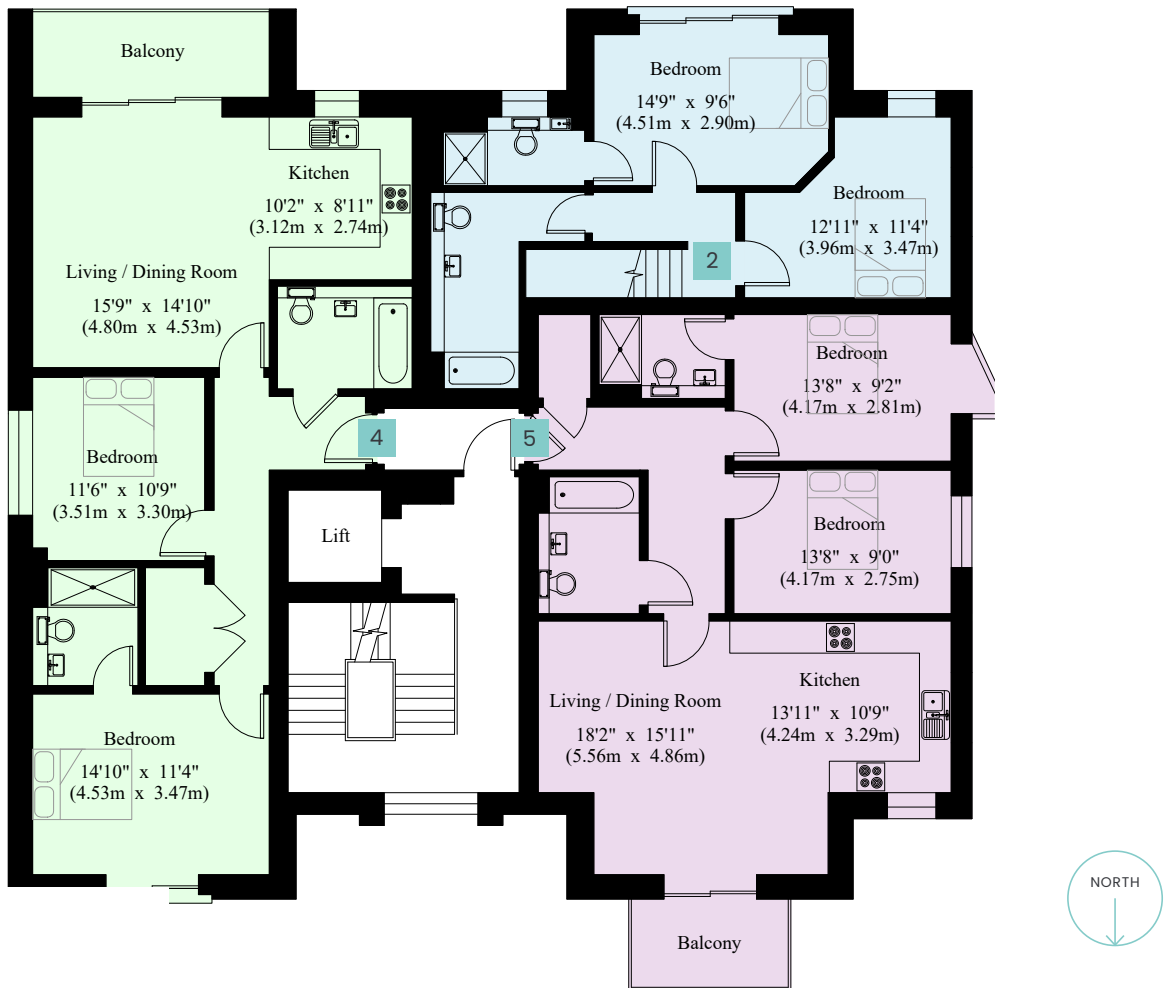 Balcony
Kitchen
10'2" x 8'11"
(3.12m x 2.74m)
Living / Dining Room
15'9" x 14'10"
(4.80m x 4.53m)
Bedroom
11'6" x 10'9"
(3.51m x 3.30m)
Bedroom
14'10" x 11'4"
(4.53m x 3.47m)
4
Lift
Bedroom
14'9" x 9'6"
(4.51m x 2.90m)
Bedroom
12'11" x 11'4"
(3.96m x 3.47m)
2
5
Bedroom
13'8" x 9'2"
(4.17m x 2.81m)
Bedroom
13'8" x 9'0"
(4.17m x 2.75m)
Living / Dining Room
18'2" x 15'11"
(5.56m x 4.86m)
Kitchen
13'11" x 10'9"
(4.24m x 3.29m)
Balcony
NORTH